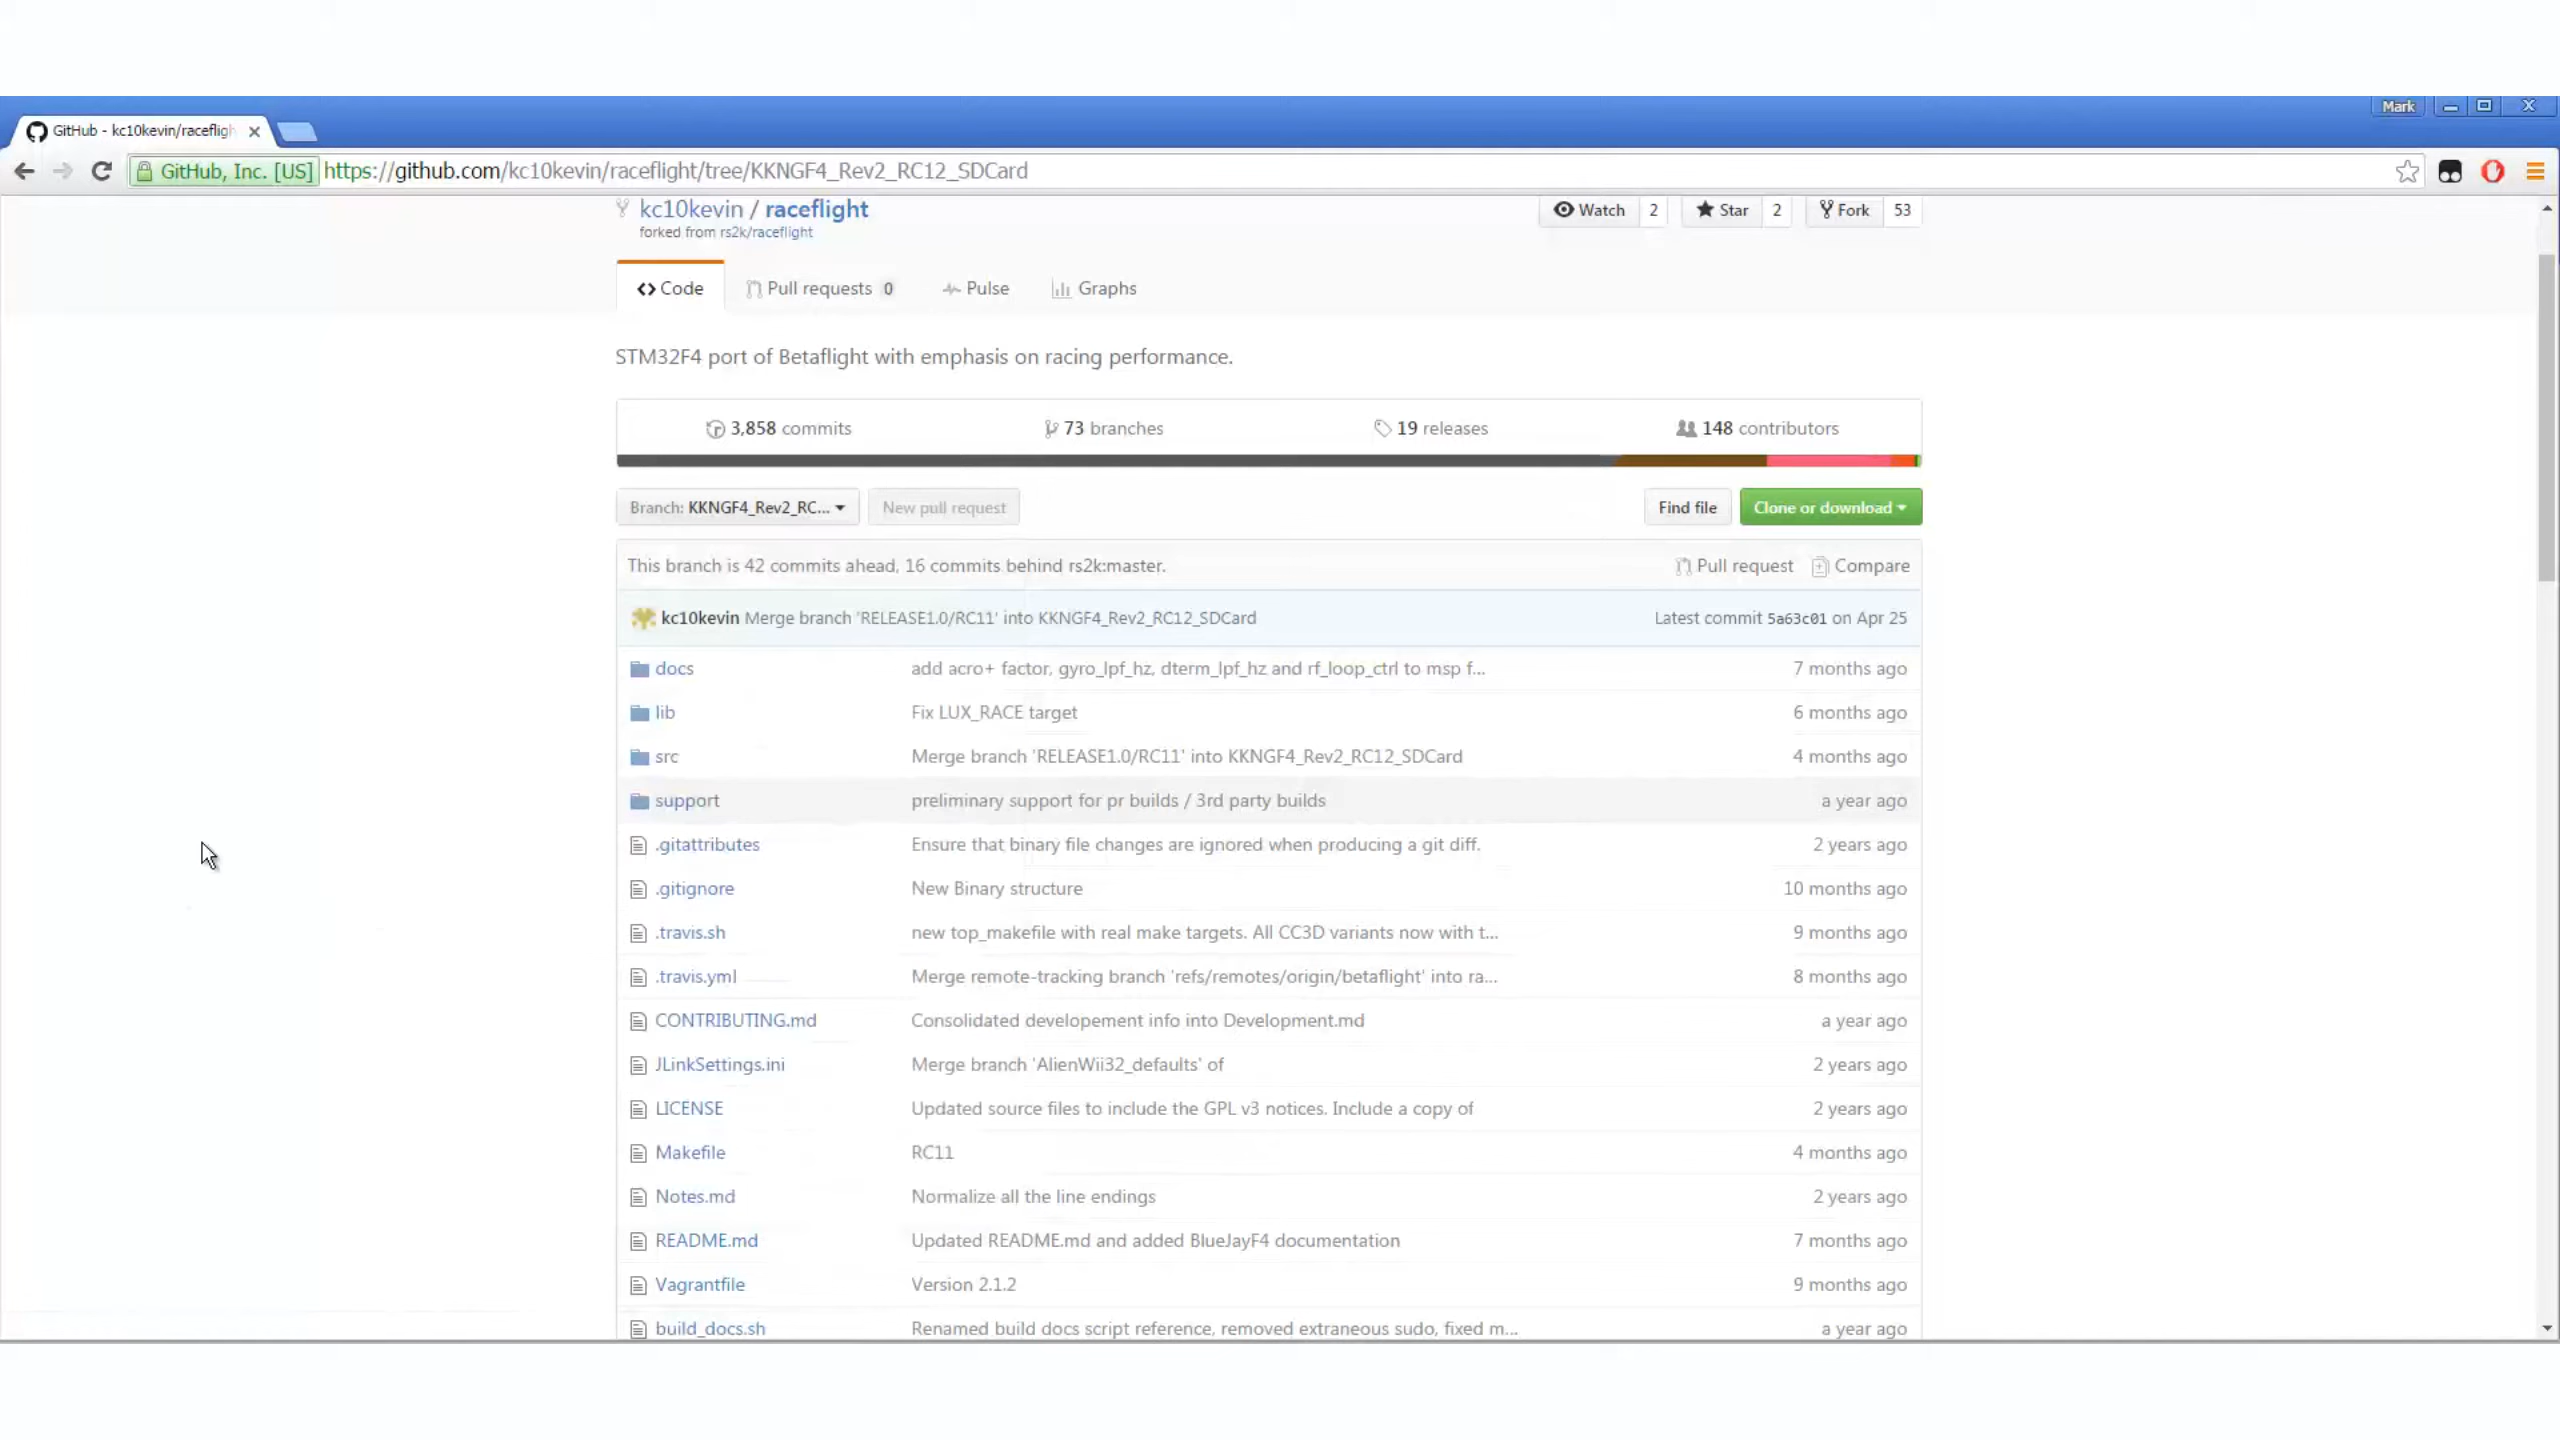 Mark
GitHub - kc10kevin/racefligh
GitHub, Inc. [US] https://github.com/kc10kevin/raceflight/tree/KKNGF4_Rev2_RC12_SDCard
kc10kevin / raceflight Watch 2 Star 2 Fork 53
forked from rs2k/raceflight
Code Pull requests 0 Pulse Graphs
STM32F4 port of Betaflight with emphasis on racing performance.
3,858 commits 73 branches 19 releases 148 contributors
Branch: KKNGF4_Rev2_RC... New pull request Find file Clone or download
This branch is 42 commits ahead, 16 commits behind rs2k:master. Pull request Compare
kc10kevin Merge branch 'RELEASE1.0/RC11' into KKNGF4_Rev2_RC12_SDCard Latest commit 5a63c01 on Apr 25
docs add acro+ factor, gyro_lpf_hz, dterm_lpf_hz and rf_loop_ctrl to msp f... 7 months ago
lib Fix LUX_RACE target 6 months ago
src Merge branch 'RELEASE1.0/RC11' into KKNGF4_Rev2_RC12_SDCard 4 months ago
support preliminary support for pr builds / 3rd party builds a year ago
.gitattributes Ensure that binary file changes are ignored when producing a git diff. 2 years ago
.gitignore New Binary structure 10 months ago
.travis.sh new top_makefile with real make targets. All CC3D variants now with t... 9 months ago
.travis.yml Merge remote-tracking branch 'refs/remotes/origin/betaflight' into ra... 8 months ago
CONTRIBUTING.md Consolidated developement info into Development.md a year ago
JLinkSettings.ini Merge branch 'AlienWii32_defaults' of 2 years ago
LICENSE Updated source files to include the GPL v3 notices. Include a copy of 2 years ago
Makefile RC11 4 months ago
Notes.md Normalize all the line endings 2 years ago
README.md Updated README.md and added BlueJayF4 documentation 7 months ago
Vagrantfile Version 2.1.2 9 months ago
build_docs.sh Renamed build docs script reference, removed extraneous sudo, fixed m... a year ago